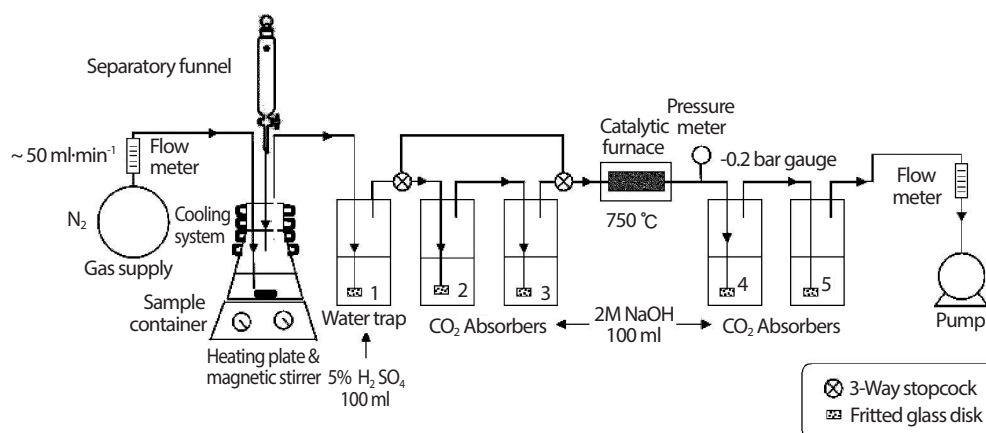 Separatory funnel
~ 50 ml·min⁻¹
Flow
meter
N₂
Gas supply
Cooling
system
Sample
container
Heating plate &
magnetic stirrer
1
Water trap
5% H₂SO₄
100 ml
2
3
CO₂ Absorbers
2M NaOH
100 ml
Catalytic
furnace
750 ℃
Pressure
meter
-0.2 bar gauge
4
5
CO₂ Absorbers
Flow
meter
Pump
3-Way stopcock
Fritted glass disk